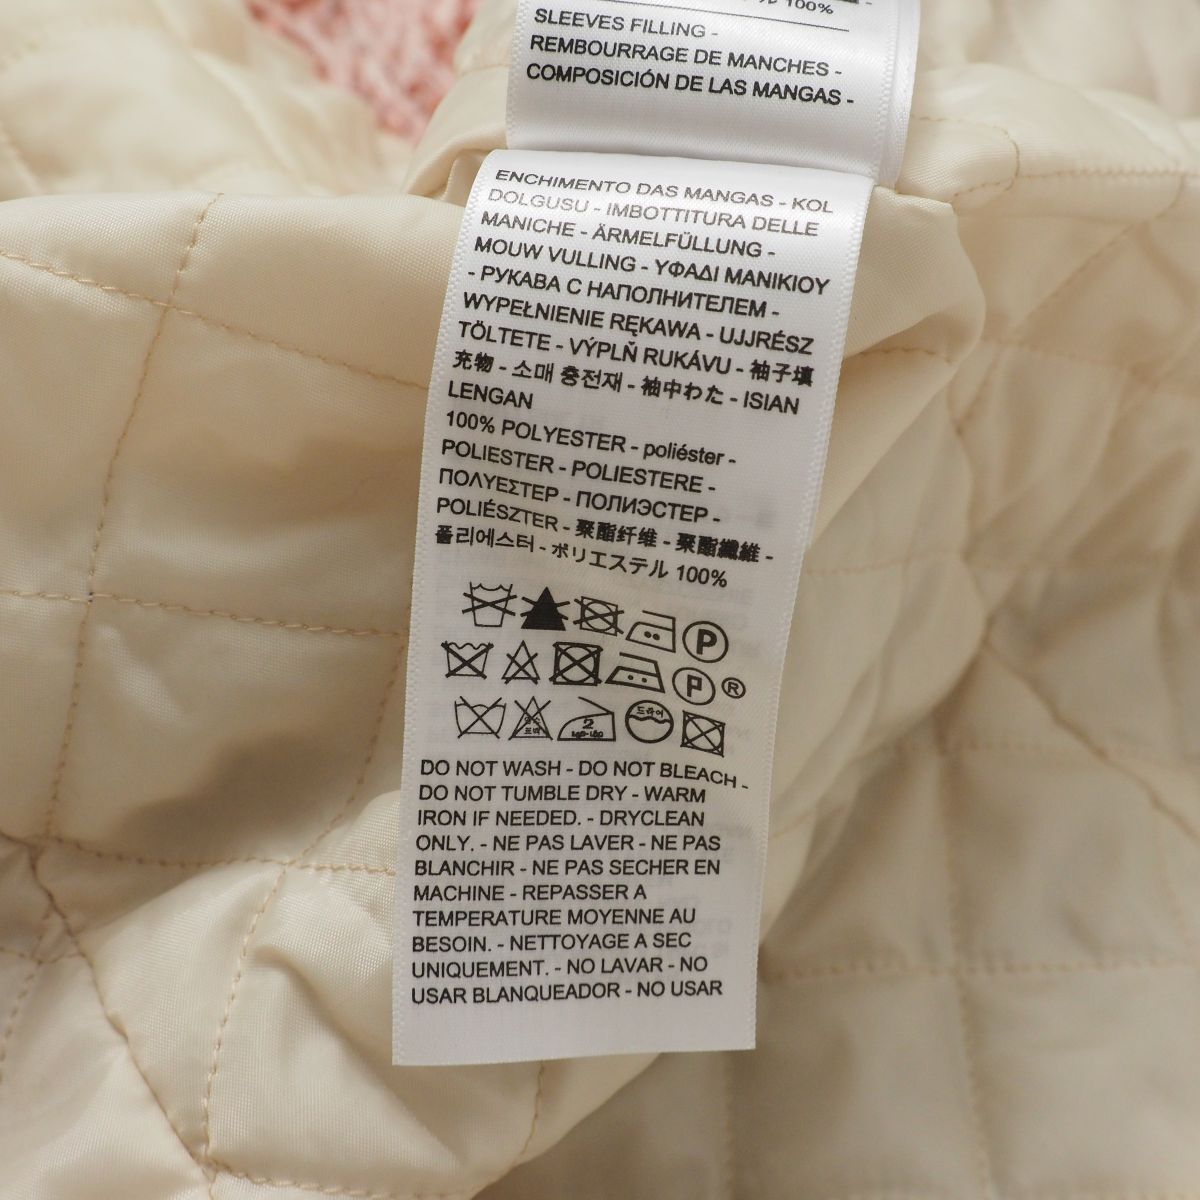 100%
SLEEVES FILLING -
REMBOURRAGE DE MANCHES -
COMPOSICIÓN DE LAS MANGAS -
ENCHIMENTO DAS MANGAS - KOL
DOLGUSU - IMBOTTITURA DELLE
MANICHE - ÄRMELFÜLLUNG -
MOUW VULLING - ΥΦΑΔΙ ΜΑΝΙΚΙΟΥ
- РУКАВА С НАПОЛНИТЕЛЕМ -
WYPEŁNIENIE RĘKAWA - UJJRÉSZ
TÖLTETE - VÝPLŇ RUKÁVU - 袖子填
充物 - 소매 충전재 - 袖中わた - ISIAN
LENGAN
100% POLYESTER - poliéster -
POLIESTER - POLIESTERE -
ΠΟΛΥΕΣΤΕΡ - ПОЛИЭСТЕР -
POLIÉSZTER - 聚酯纤维 - 聚酯纖維 -
폴리에스터 - ポリエステル 100%
P
P ®
2 드라이
DO NOT WASH - DO NOT BLEACH -
DO NOT TUMBLE DRY - WARM
IRON IF NEEDED. - DRYCLEAN
ONLY. - NE PAS LAVER - NE PAS
BLANCHIR - NE PAS SECHER EN
MACHINE - REPASSER A
TEMPERATURE MOYENNE AU
BESOIN. - NETTOYAGE A SEC
UNIQUEMENT. - NO LAVAR - NO
USAR BLANQUEADOR - NO USAR